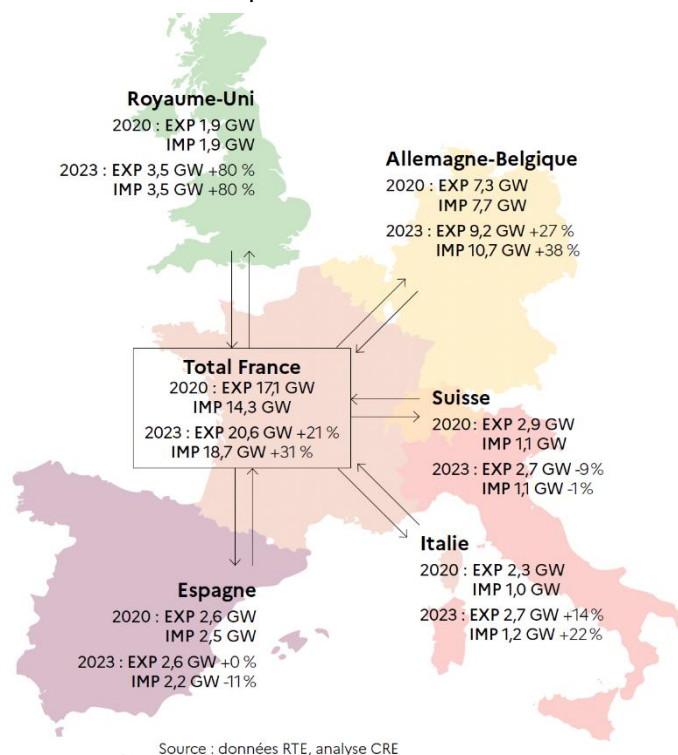 Royaume-Uni
2020 : EXP 1,9 GW
IMP 1,9 GW
2023 : EXP 3,5 GW +80 %
IMP 3,5 GW +80 %
Allemagne-Belgique
2020 : EXP 7,3 GW
IMP 7,7 GW
2023 : EXP 9,2 GW +27 %
IMP 10,7 GW +38 %
Total France
2020 : EXP 17,1 GW
IMP 14,3 GW
2023 : EXP 20,6 GW +21 %
IMP 18,7 GW +31 %
Suisse
2020 : EXP 2,9 GW
IMP 1,1 GW
2023 : EXP 2,7 GW -9%
IMP 1,1 GW -1%
Italie
2020 : EXP 2,3 GW
IMP 1,0 GW
2023 : EXP 2,7 GW +14%
IMP 1,2 GW +22%
Espagne
2020 : EXP 2,6 GW
IMP 2,5 GW
2023 : EXP 2,6 GW +0 %
IMP 2,2 GW -11%
Source : données RTE, analyse CRE